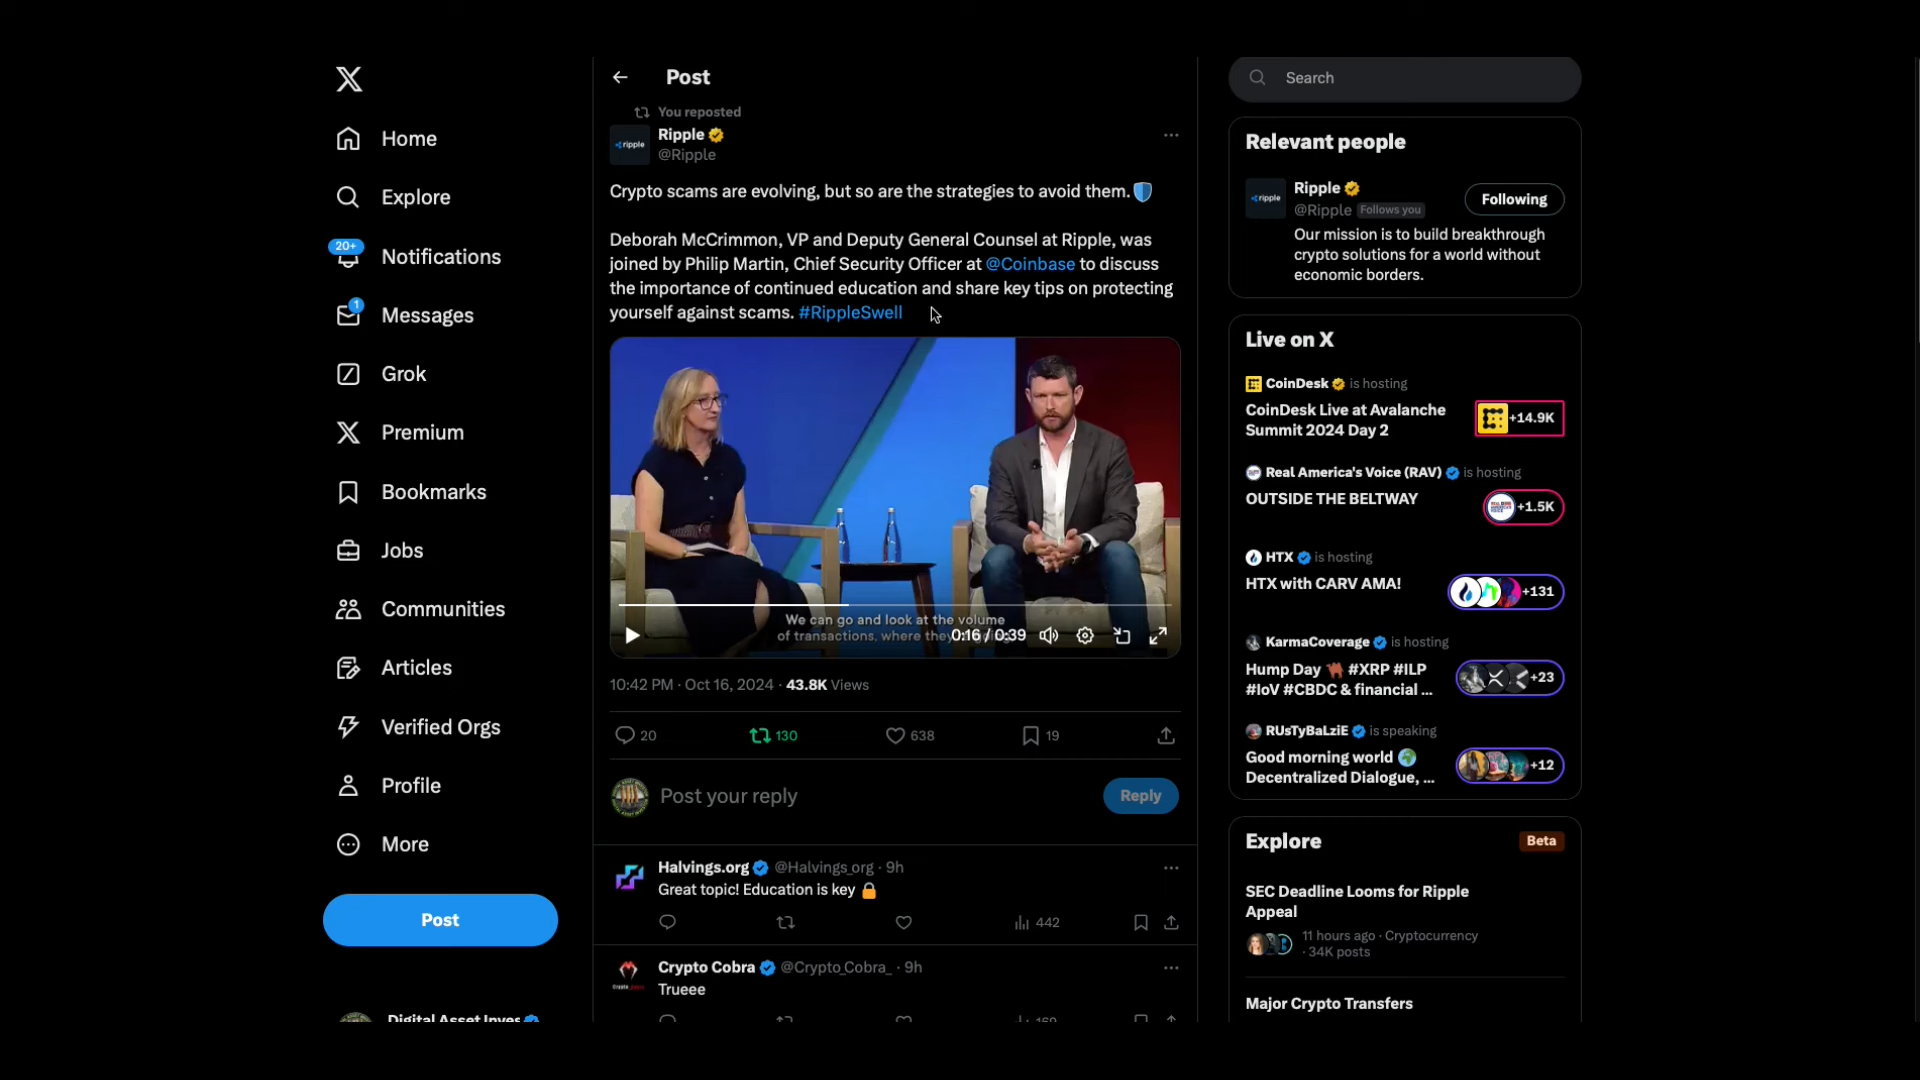 Home
Explore
20+
Notifications
1
Messages
Grok
Premium
Bookmarks
Jobs
Communities
Articles
Verified Orgs
Profile
More
Post
Digital Asset Inves
Post
You reposted
ripple
Ripple
@Ripple
Crypto scams are evolving, but so are the strategies to avoid them.
Deborah McCrimmon, VP and Deputy General Counsel at Ripple, was
joined by Philip Martin, Chief Security Officer at @Coinbase to discuss
the importance of continued education and share key tips on protecting
yourself against scams. #RippleSwell
We can go and look at the volume
of transactions, where they
0:16 / 0:39
10:42 PM · Oct 16, 2024 · 43.8K Views
20
130
638
19
Post your reply
Reply
Halvings.org @Halvings_org · 9h
Great topic! Education is key
442
Crypto Cobra @Crypto_Cobra_ · 9h
Trueee
169
Search
Relevant people
ripple
Ripple
@Ripple Follows you
Following
Our mission is to build breakthrough
crypto solutions for a world without
economic borders.
Live on X
CoinDesk is hosting
CoinDesk Live at Avalanche
Summit 2024 Day 2
+14.9K
Real America's Voice (RAV) is hosting
OUTSIDE THE BELTWAY
+1.5K
HTX is hosting
HTX with CARV AMA!
+131
KarmaCoverage is hosting
Hump Day #XRP #ILP
#IoV #CBDC & financial ...
+23
RUsTyBaLziE is speaking
Good morning world
Decentralized Dialogue, ...
+12
Explore
Beta
SEC Deadline Looms for Ripple
Appeal
11 hours ago · Cryptocurrency
· 34K posts
Major Crypto Transfers